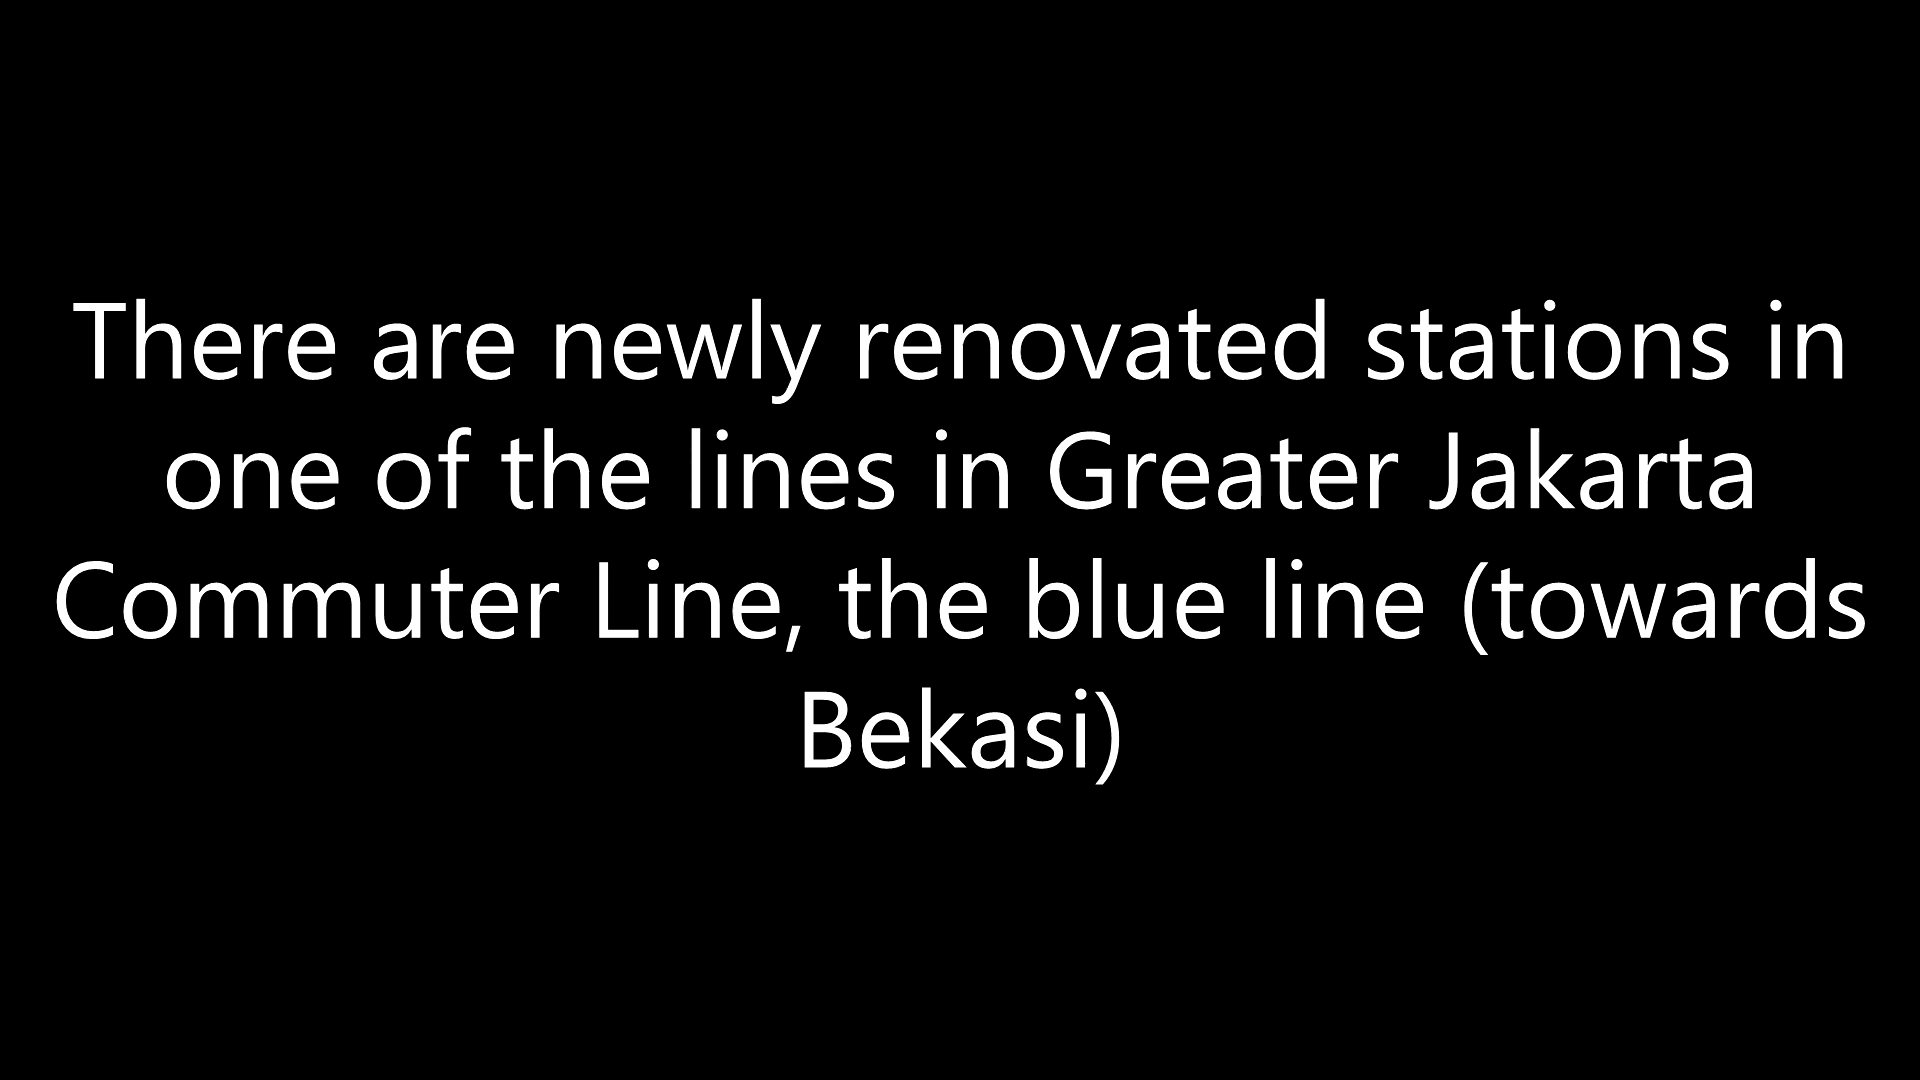 There are newly renovated stations in
one of the lines in Greater Jakarta
Commuter Line, the blue line (towards
Bekasi)